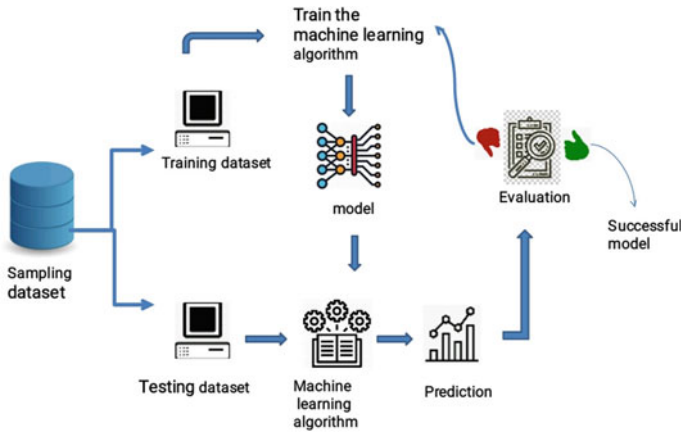 Train the
machine learning
algorithm
Training dataset
model
Evaluation
Successful
model
Sampling
dataset
Testing dataset
Machine
learning
algorithm
Prediction